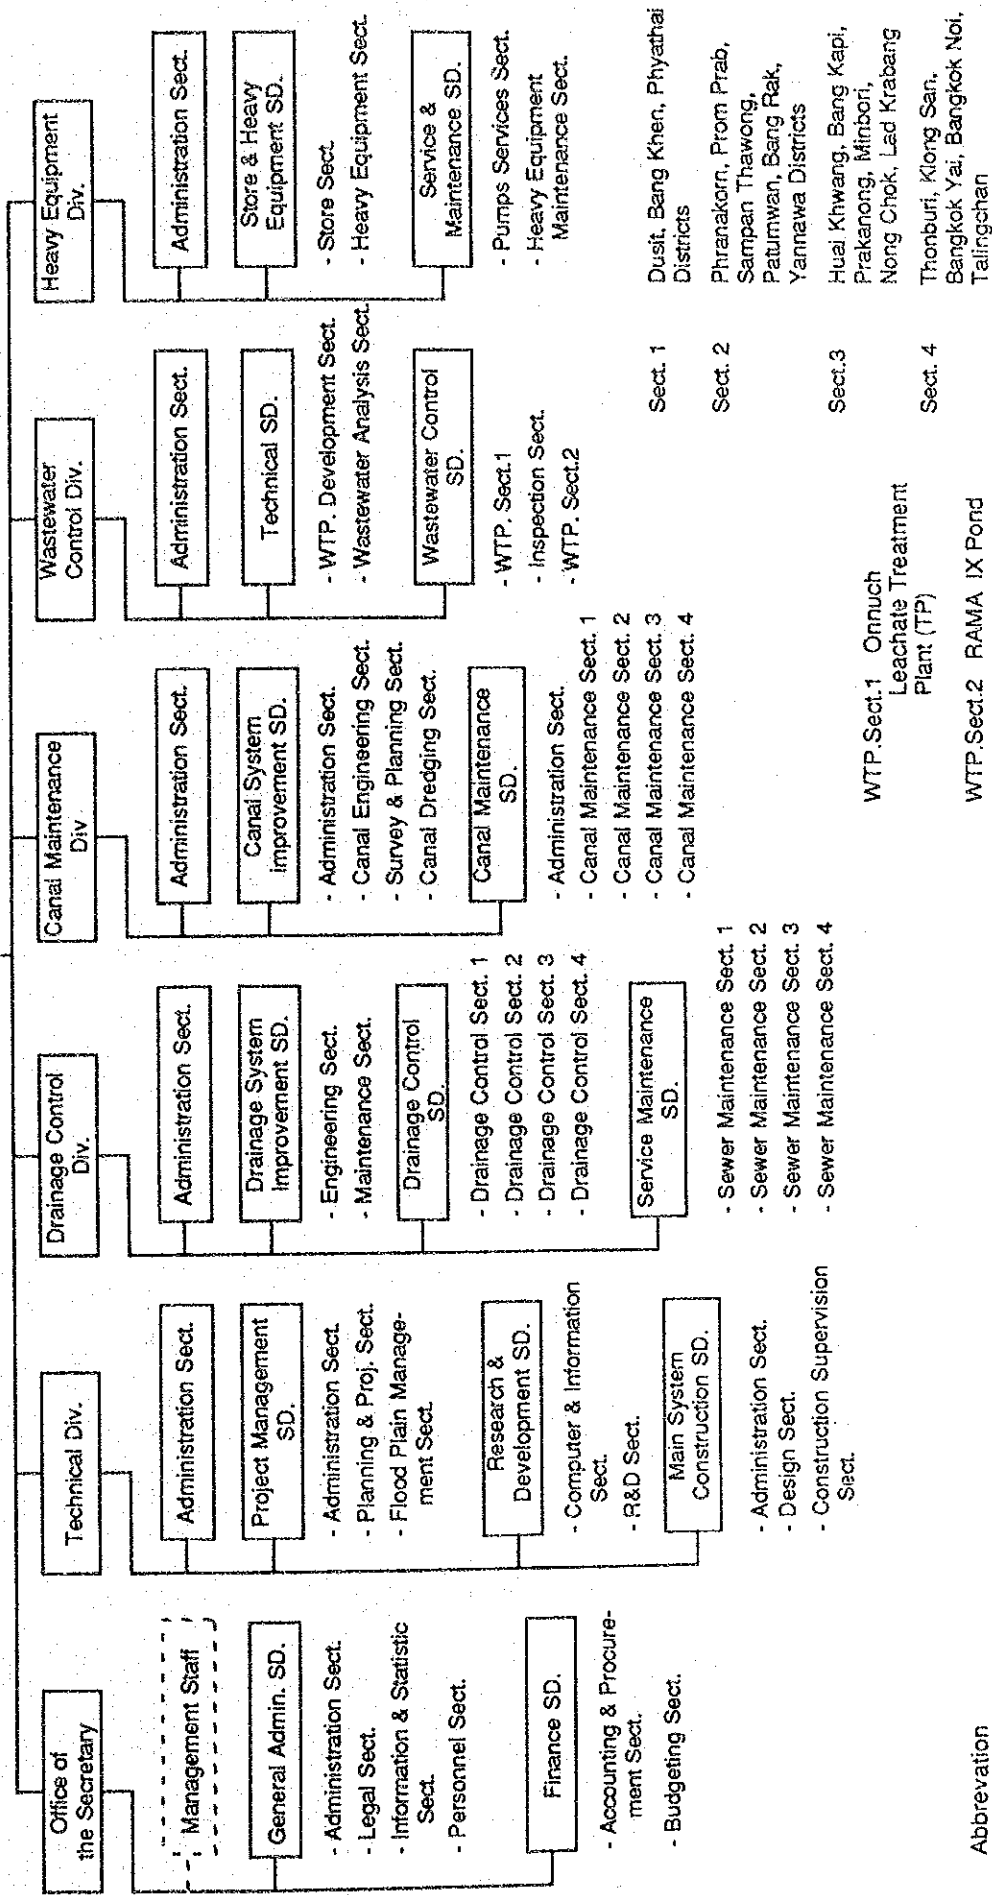 Office of
the Secretary
Management Staff
General Admin. SD.
- Administration Sect.
- Legal Sect.
- Information & Statistic
Sect.
- Personnel Sect.
Finance SD.
- Accounting & Procure-
ment Sect.
- Budgeting Sect.
Technical Div.
Administration Sect.
Project Management
SD.
- Administration Sect.
- Planning & Proj. Sect.
- Flood Plain Manage-
ment Sect.
Research &
Development SD.
- Computer & Information
Sect.
- R&D Sect.
Main System
Construction SD.
- Administration Sect.
- Design Sect.
- Construction Supervision
Sect.
Drainage Control
Div.
Administration Sect.
Drainage System
Improvement SD.
- Engineering Sect.
- Maintenance Sect.
Drainage Control
SD.
- Drainage Control Sect. 1
- Drainage Control Sect. 2
- Drainage Control Sect. 3
- Drainage Control Sect. 4
Service Maintenance
SD.
- Sewer Maintenance Sect. 1
- Sewer Maintenance Sect. 2
- Sewer Maintenance Sect. 3
- Sewer Maintenance Sect. 4
Canal Maintenance
Div
Administration Sect.
Canal System
improvement SD.
- Administration Sect.
- Canal Engineering Sect.
- Survey & Planning Sect.
- Canal Dredging Sect.
Canal Maintenance
SD.
- Administration Sect.
- Canal Maintenance Sect. 1
- Canal Maintenance Sect. 2
- Canal Maintenance Sect. 3
- Canal Maintenance Sect. 4
Wastewater
Control Div.
Administration Sect.
Technical SD.
- WTP. Development Sect.
- Wastewater Analysis Sect.
Wastewater Control
SD.
- WTP. Sect.1
- Inspection Sect.
- WTP. Sect.2
Heavy Equipment
Div.
Administration Sect.
Store & Heavy
Equipment SD.
- Store Sect.
- Heavy Equipment Sect.
Service &
Maintenance SD.
- Pumps Services Sect.
- Heavy Equipment
Maintenance Sect.
Abbrevation
WTP.Sect.1 Onnuch
Leachate Treatment
Plant (TP)
WTP.Sect.2 RAMA IX Pond
Sect. 1 Dusit, Bang Khen, Phyathai
Districts
Sect. 2 Phranakorn, Prom Prab,
Sampan Thawong,
Patumwan, Bang Rak,
Yannawa Districts
Sect.3 Huai Khwang, Bang Kapi,
Prakanong, Minbori,
Nong Chok, Lad Krabang
Sect. 4 Thonburi, Klong San,
Bangkok Yai, Bangkok Noi,
Talingchan